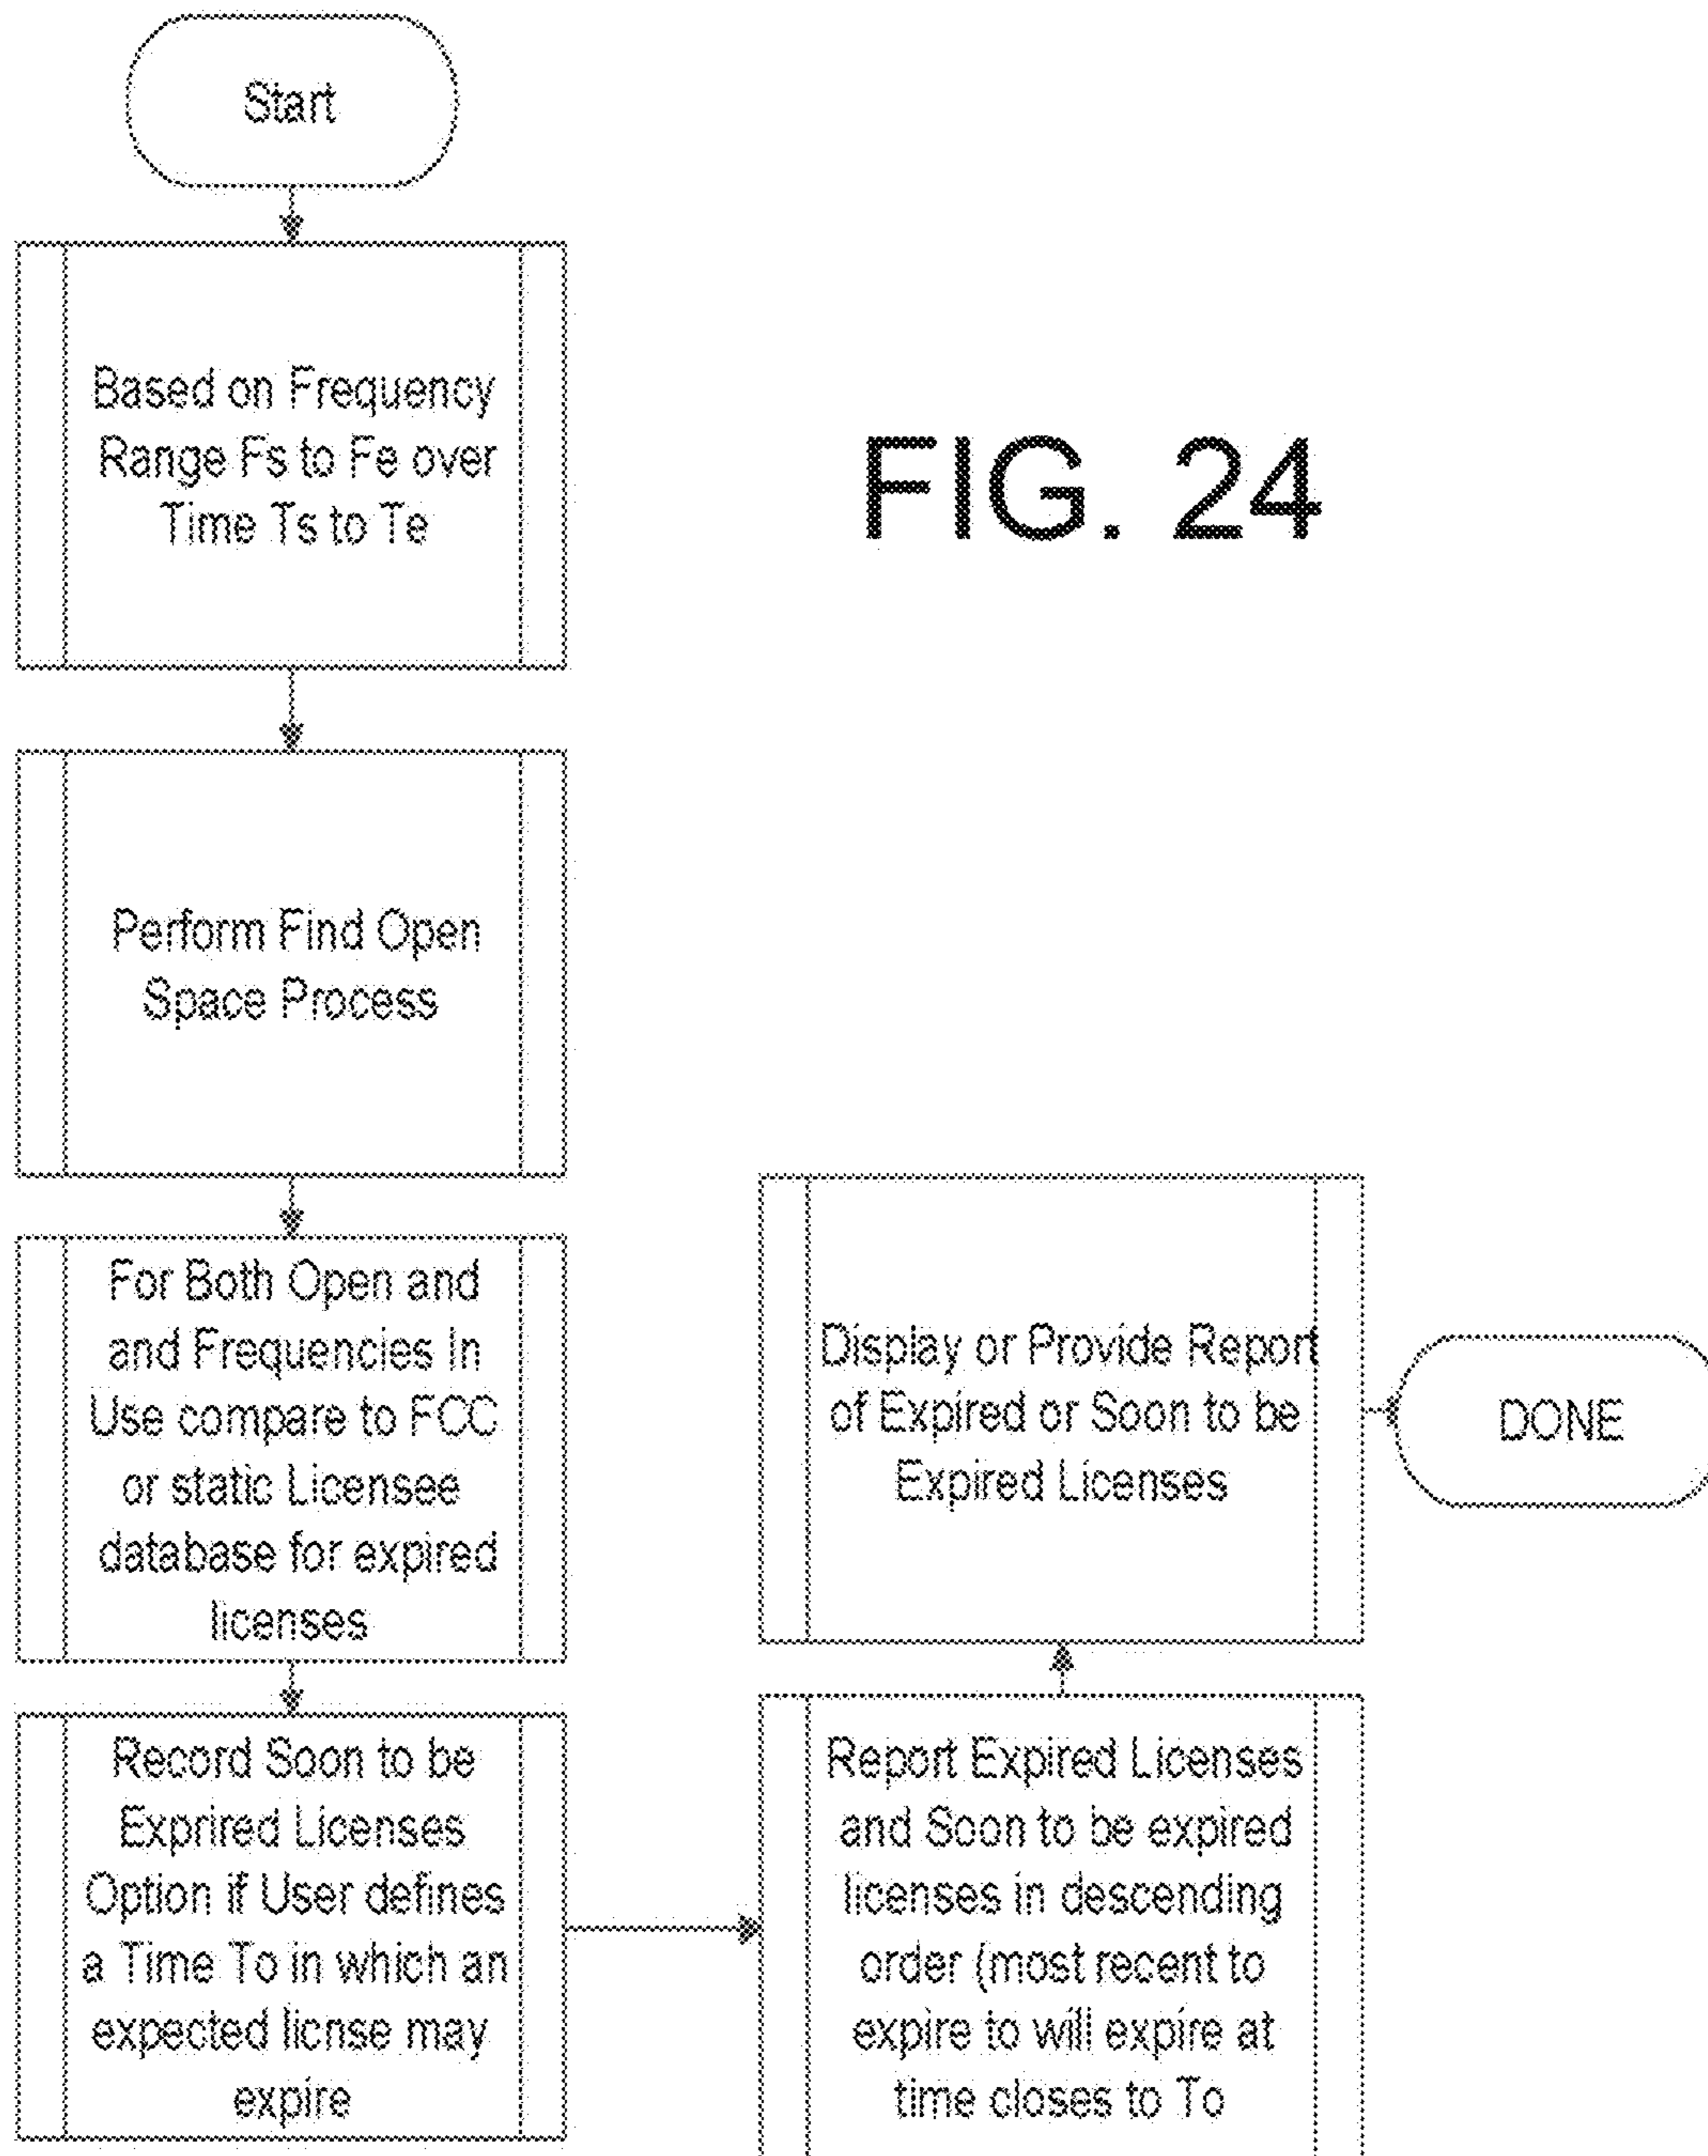 Start
Based on Frequency
Range Fs to Fe over
Time Ts to Te
FIG. 24
Perform Find Open
Space Process
For Both Open and
and Frequencies In
Use compare to FCC
or static Licensee
database for expired
licenses
Record Soon to be
Exprired Licenses
Option if User defines
a Time To in which an
expected licnse may
expire
Report Expired Licenses
and Soon to be expired
licenses in descending
order (most recent to
expire to will expire at
time closes to To
Display or Provide Report
of Expired or Soon to be
Expired Licenses
DONE